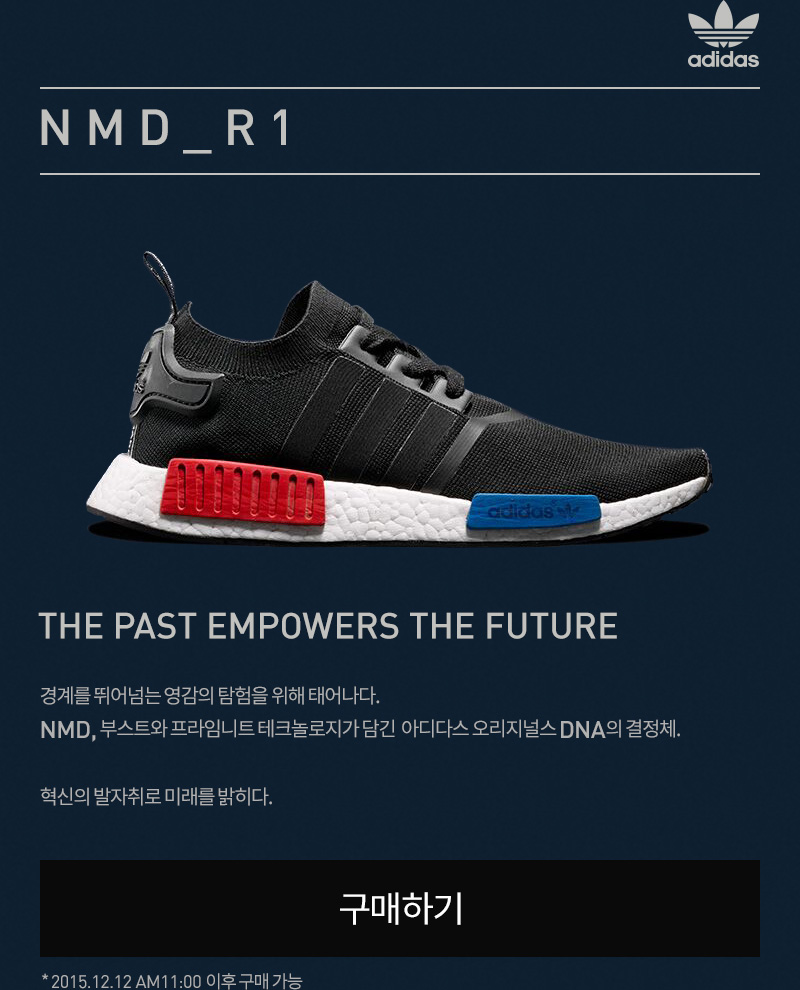 adidas
NMD_R1
adidas
THE PAST EMPOWERS THE FUTURE
경계를 뛰어넘는 영감의 탐험을 위해 태어나다.
NMD, 부스트와 프라임니트 테크놀로지가 담긴 아디다스 오리지널스 DNA의 결정체.
혁신의 발자취로 미래를 밝히다.
구매하기
* 2015.12.12 AM11:00 이후 구매 가능